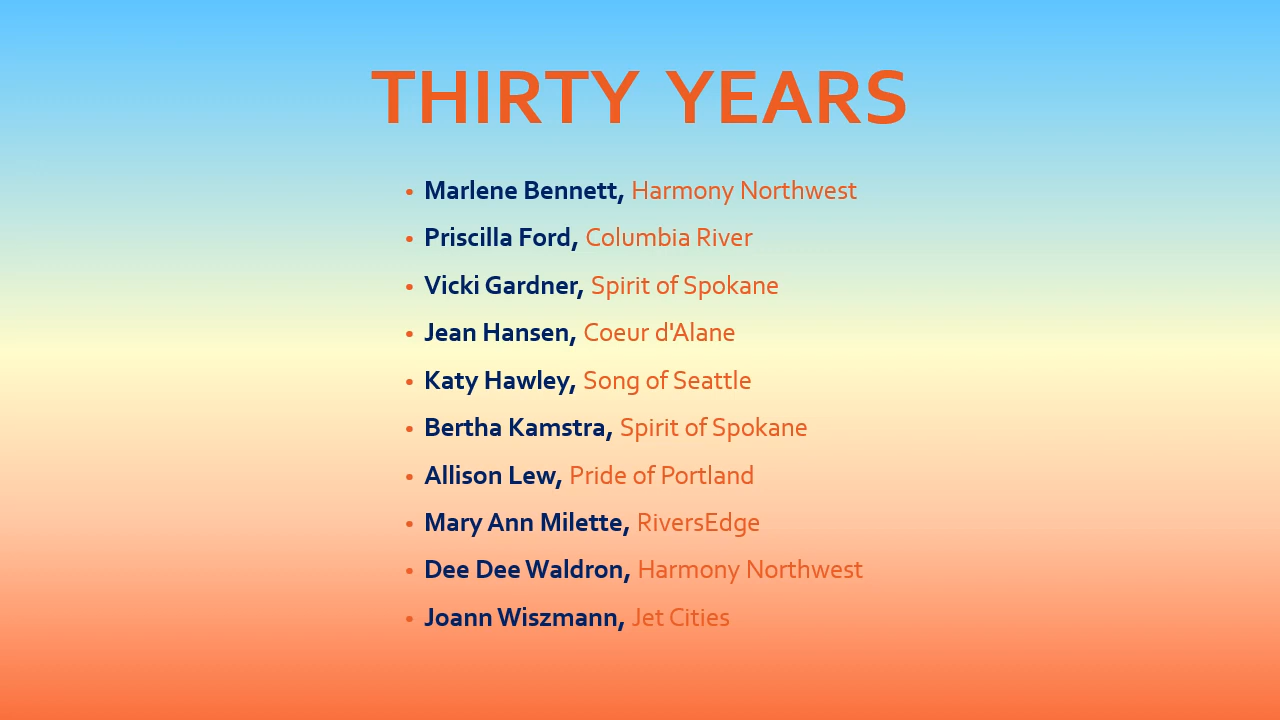 THIRTY YEARS
• Marlene Bennett, Harmony Northwest
• Priscilla Ford, Columbia River
• Vicki Gardner, Spirit of Spokane
• Jean Hansen, Coeur d'Alane
• Katy Hawley, Song of Seattle
• Bertha Kamstra, Spirit of Spokane
• Allison Lew, Pride of Portland
• Mary Ann Milette, RiversEdge
• Dee Dee Waldron, Harmony Northwest
• Joann Wiszmann, Jet Cities